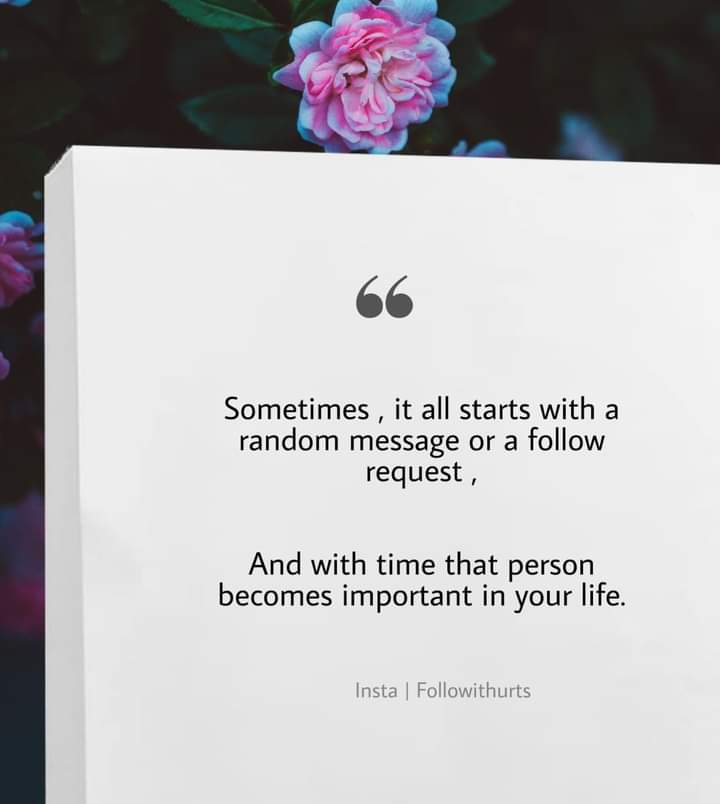 Sometimes , it all starts with a
random message or a follow
request ,
And with time that person
becomes important in your life.
Insta | Followithurts